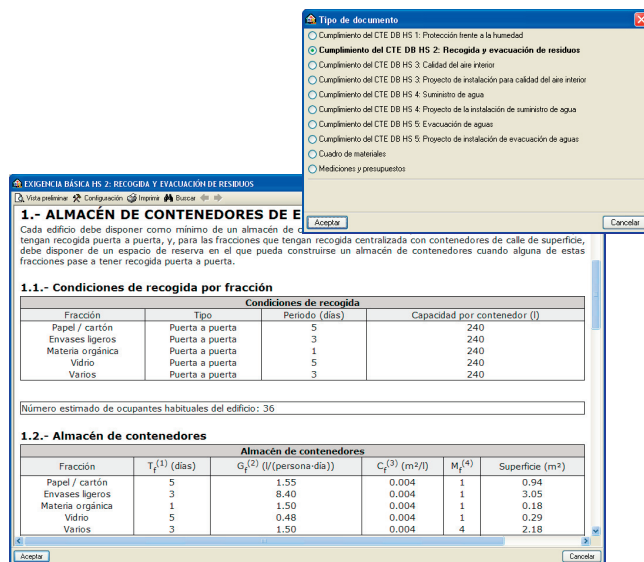 Tipo de documento
Cumplimiento del CTE DB HS 1: Protección frente a la humedad
Cumplimiento del CTE DB HS 2: Recogida y evacuación de residuos
Cumplimiento del CTE DB HS 3: Calidad del aire interior
Cumplimiento del CTE DB HS 3: Proyecto de instalación para calidad del aire interior
Cumplimiento del CTE DB HS 4: Suministro de agua
Cumplimiento del CTE DB HS 4: Proyecto de la instalación de suministro de agua
Cumplimiento del CTE DB HS 5: Evacuación de aguas
Cumplimiento del CTE DB HS 5: Proyecto de instalación de evacuación de aguas
Cuadro de materiales
Mediciones y presupuestos
Aceptar Cancelar
EXIGENCIA BÁSICA HS 2: RECOGIDA Y EVACUACIÓN DE RESIDUOS
Vista preliminar Configuración Imprimir Buscar
1.- ALMACÉN DE CONTENEDORES DE E
Cada edificio debe disponer como mínimo de un almacén de c
tengan recogida puerta a puerta, y, para las fracciones que tengan recogida centralizada con contenedores de calle de superficie,
debe disponer de un espacio de reserva en el que pueda construirse un almacén de contenedores cuando alguna de estas
fracciones pase a tener recogida puerta a puerta.
1.1.- Condiciones de recogida por fracción
Condiciones de recogida
Fracción Tipo Periodo (días) Capacidad por contenedor (l)
Papel / cartón Puerta a puerta 5 240
Envases ligeros Puerta a puerta 3 240
Materia orgánica Puerta a puerta 1 240
Vidrio Puerta a puerta 5 240
Varios Puerta a puerta 3 240
Número estimado de ocupantes habituales del edificio: 36
1.2.- Almacén de contenedores
Almacén de contenedores
Fracción Tf(1) (días) Gf(2) (l/(persona·día)) Cf(3) (m²/l) Mf(4) Superficie (m²)
Papel / cartón 5 1.55 0.004 1 0.94
Envases ligeros 3 8.40 0.004 1 3.05
Materia orgánica 1 1.50 0.004 1 0.18
Vidrio 5 0.48 0.004 1 0.29
Varios 3 1.50 0.004 4 2.18
Aceptar Cancelar